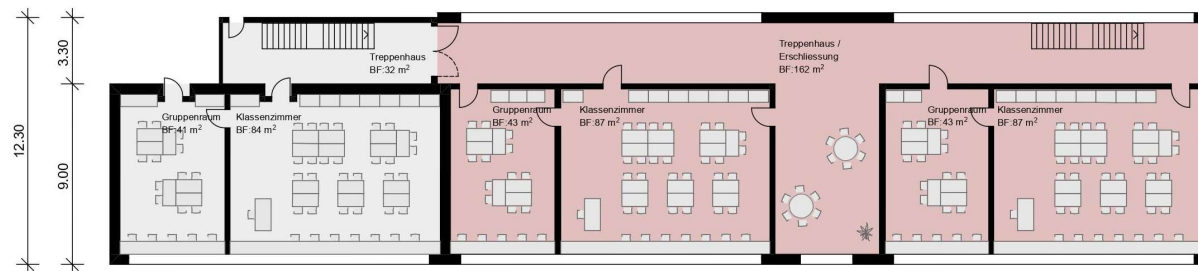 12.30
3.30
9.00
Treppenhaus
BF:32 m²
Treppenhaus /
Erschliessung
BF:162 m²
Gruppenraum
BF:41 m²
Klassenzimmer
BF:84 m²
Gruppenraum
BF:43 m²
Klassenzimmer
BF:87 m²
Gruppenraum
BF:43 m²
Klassenzimmer
BF:87 m²